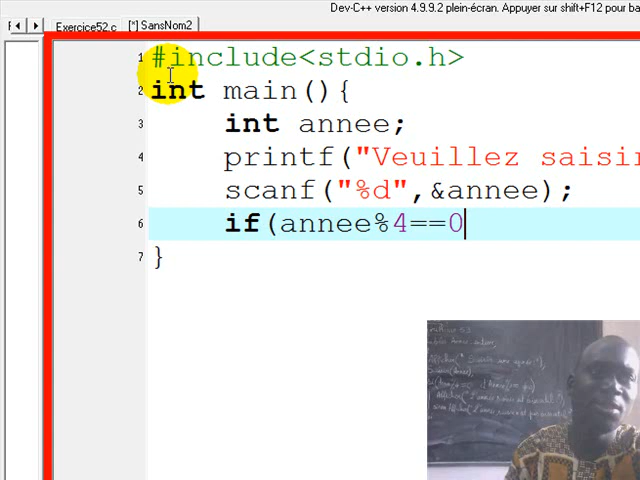 Dev-C++ version 4.9.9.2 plein-écran. Appuyer sur shift+F12 pour ba
Exercice52.c [*] SansNom2
1 #include<stdio.h>
2 int main(){
3 int annee;
4 printf("Veuillez saisir
5 scanf("%d",&annee);
6 if(annee%4==0
7 }